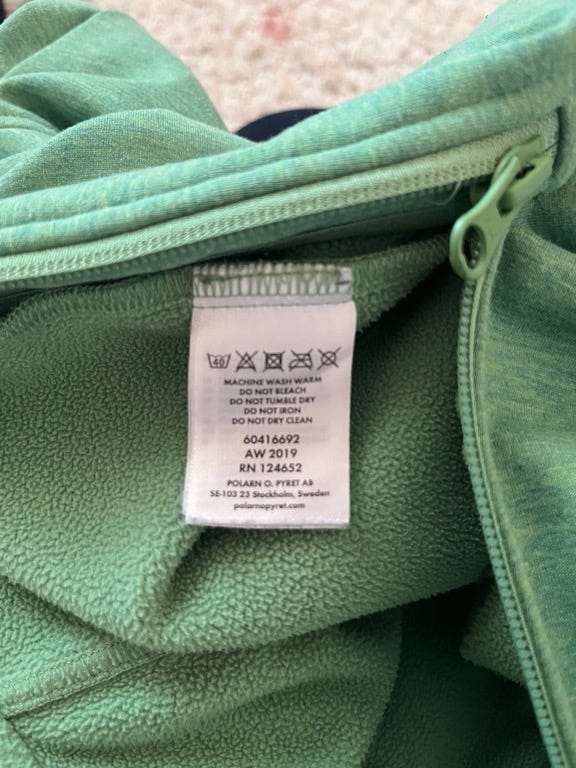 40
MACHINE WASH WARM
DO NOT BLEACH
DO NOT TUMBLE DRY
DO NOT IRON
DO NOT DRY CLEAN
60416692
AW 2019
RN 124652
POLARN O. PYRET AB
SE-103 23 Stockholm, Sweden
polarnopyret.com